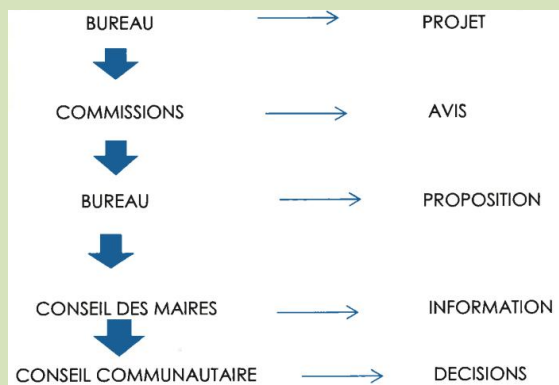 BUREAU PROJET
COMMISSIONS AVIS
BUREAU PROPOSITION
CONSEIL DES MAIRES INFORMATION
CONSEIL COMMUNAUTAIRE DECISIONS